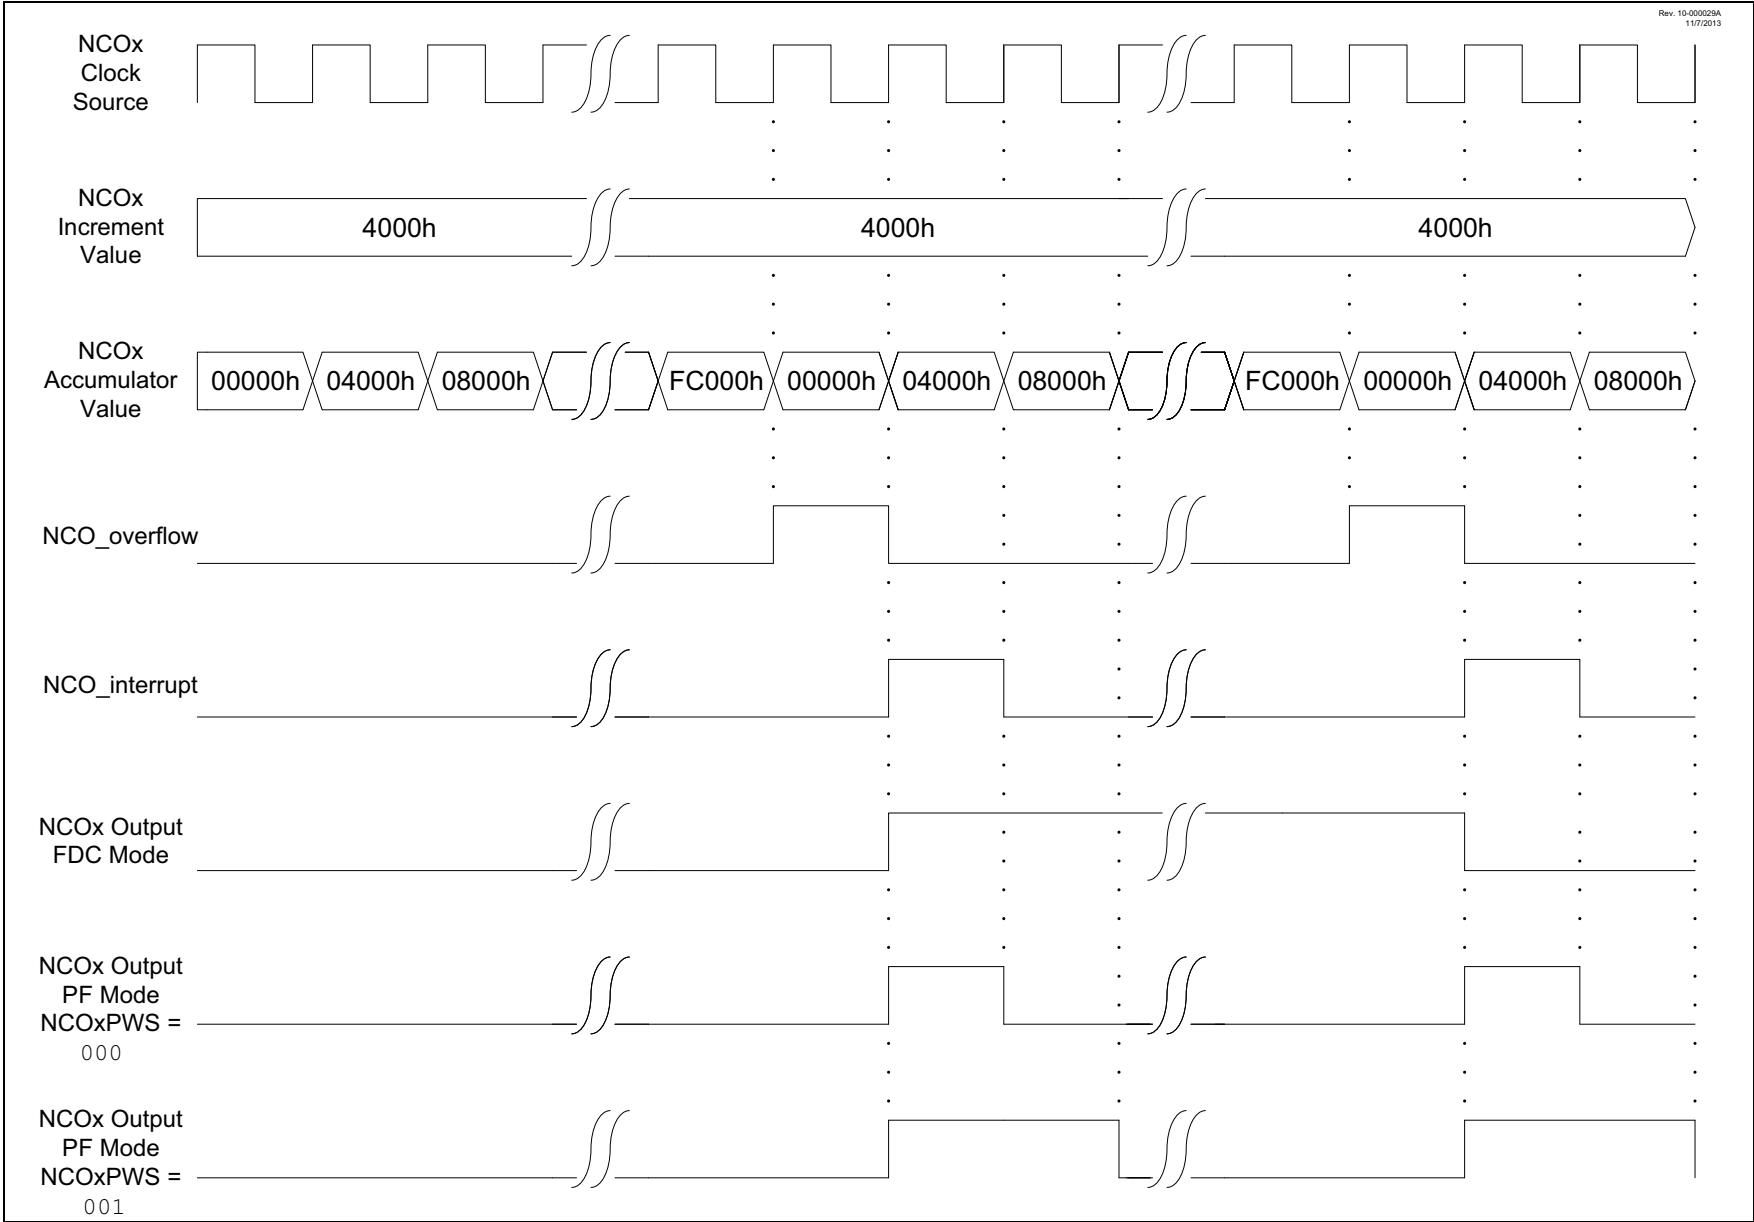 Rev. 10-000029A
11/7/2013
NCOx
Clock
Source
NCOx
Increment
Value
4000h
4000h
4000h
NCOx
Accumulator
Value
00000h 04000h 08000h FC000h 00000h 04000h 08000h FC000h 00000h 04000h 08000h
NCO_overflow
NCO_interrupt
NCOx Output
FDC Mode
NCOx Output
PF Mode
NCOxPWS =
000
NCOx Output
PF Mode
NCOxPWS =
001